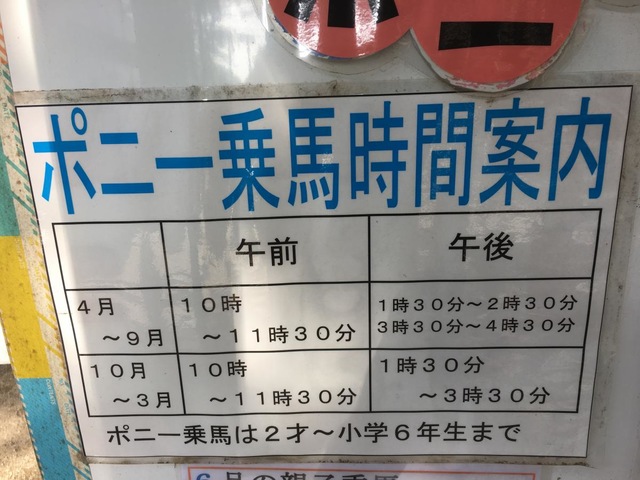 ポニー乗馬時間案内
午前 午後
4月 10時 1時30分~2時30分
~9月 ~11時30分 3時30分~4時30分
10月 10時 1時30分
~3月 ~11時30分 ~3時30分
ポニー乗馬は2才~小学6年生まで